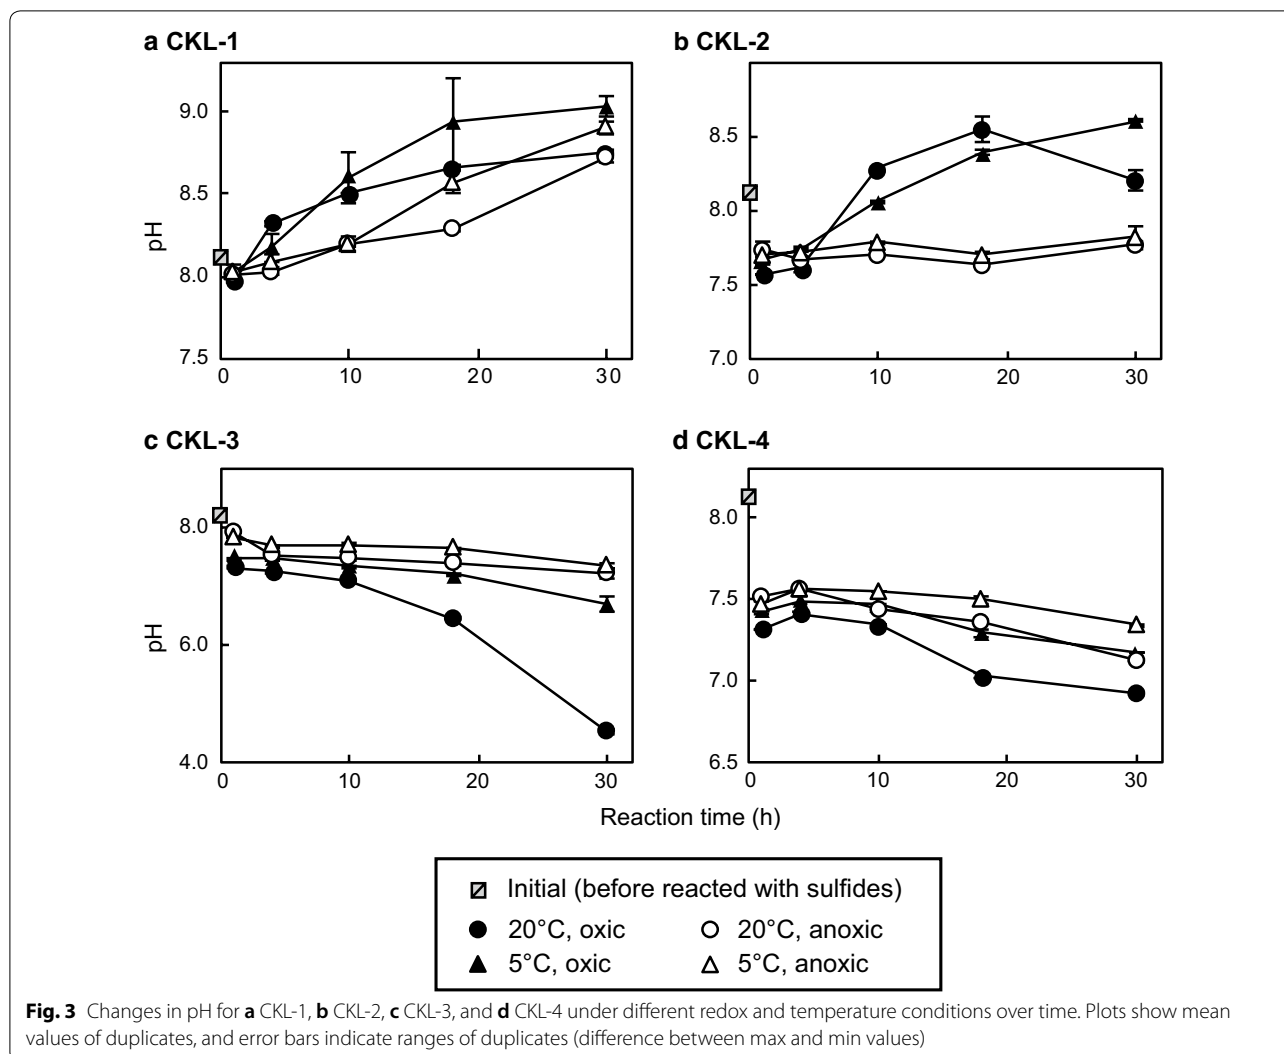 a CKL-1
b CKL-2
9.0
8.5
8.0
7.5
pH
0 10 20 30
8.5
8.0
7.5
7.0
0 10 20 30
c CKL-3
d CKL-4
8.0
6.0
4.0
pH
0 10 20 30
8.0
7.5
7.0
6.5
0 10 20 30
Reaction time (h)
Initial (before reacted with sulfides)
20°C, oxic 20°C, anoxic
5°C, oxic 5°C, anoxic
Fig. 3 Changes in pH for a CKL-1, b CKL-2, c CKL-3, and d CKL-4 under different redox and temperature conditions over time. Plots show mean
values of duplicates, and error bars indicate ranges of duplicates (difference between max and min values)